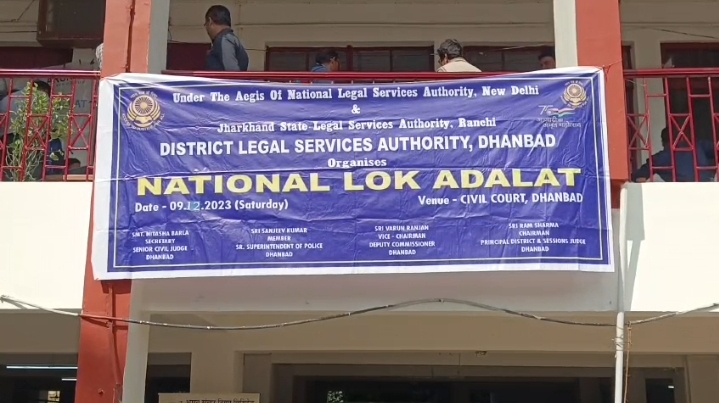 Under The Aegis Of National Legal Services Authority, New Delhi
&
Jharkhand State Legal Services Authority, Ranchi
DISTRICT LEGAL SERVICES AUTHORITY, DHANBAD
Organises
NATIONAL LOK ADALAT
Date - 09.12.2023 (Saturday)
Venue - CIVIL COURT, DHANBAD
SMT. NITASHA BARLA
SECRETARY
SENIOR CIVIL JUDGE
DHANBAD
SRI SANJEEV KUMAR
MEMBER
SR. SUPERINTENDENT OF POLICE
DHANBAD
SRI VARUN RANJAN
VICE - CHAIRMAN
DEPUTY COMMISSIONER
DHANBAD
SRI RAM SHARMA
CHAIRMAN
PRINCIPAL DISTRICT & SESSIONS JUDGE
DHANBAD